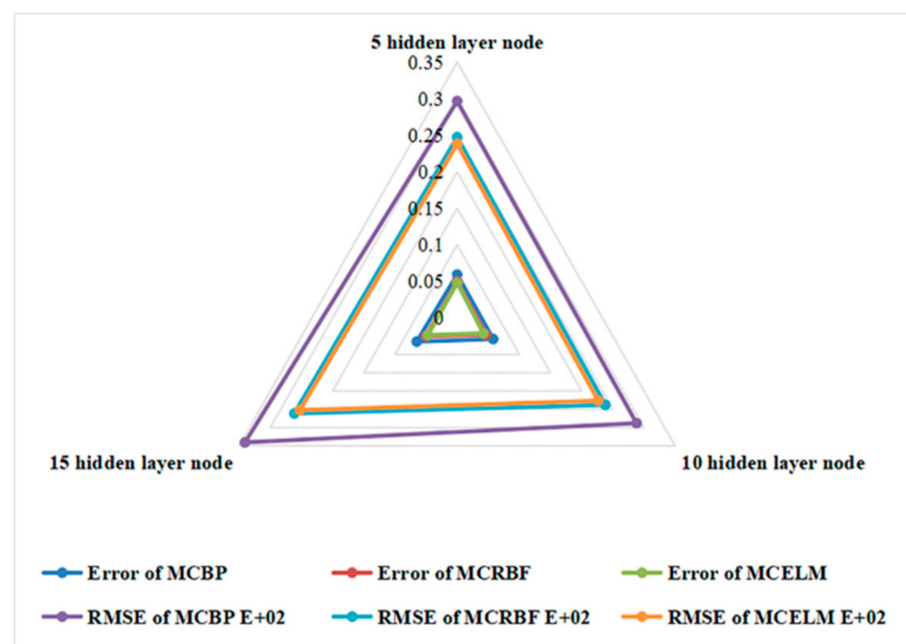 5 hidden layer node
0.35
0.3
0.25
0.2
0.15
0.1
0.05
0
15 hidden layer node
10 hidden layer node
Error of MCBP
Error of MCRBF
Error of MCELM
RMSE of MCBP E+02
RMSE of MCRBF E+02
RMSE of MCELM E+02